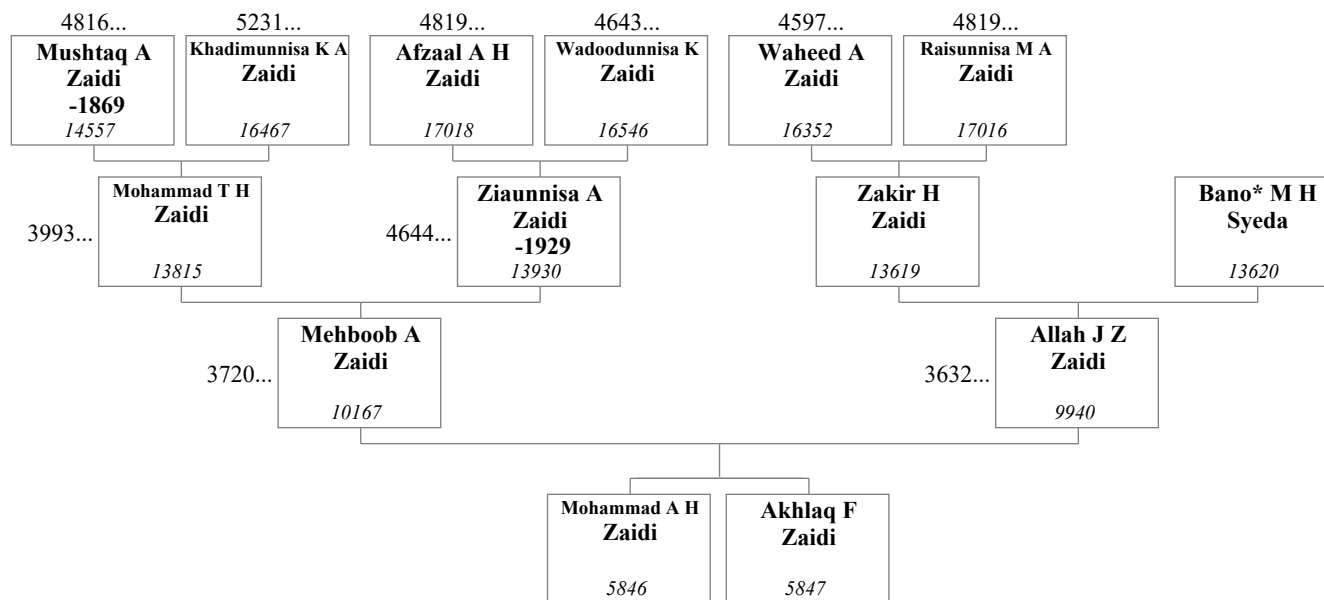 4816... 5231... 4819... 4643... 4597... 4819...
Mushtaq A Khadimunnisa K A Afzaal A H Wadoodunnisa K Waheed A Raisunnisa M A
Zaidi Zaidi Zaidi Zaidi Zaidi Zaidi
-1869
14557 16467 17018 16546 16352 17016
Mohammad T H Ziaunnisa A Zakir H Bano* M H
Zaidi Zaidi Zaidi Syeda
3993... 4644... -1929
13815 13930 13619 13620
Mehboob A Allah J Z
Zaidi Zaidi
3720... 3632...
10167 9940
Mohammad A H Akhlaq F
Zaidi Zaidi
5846 5847